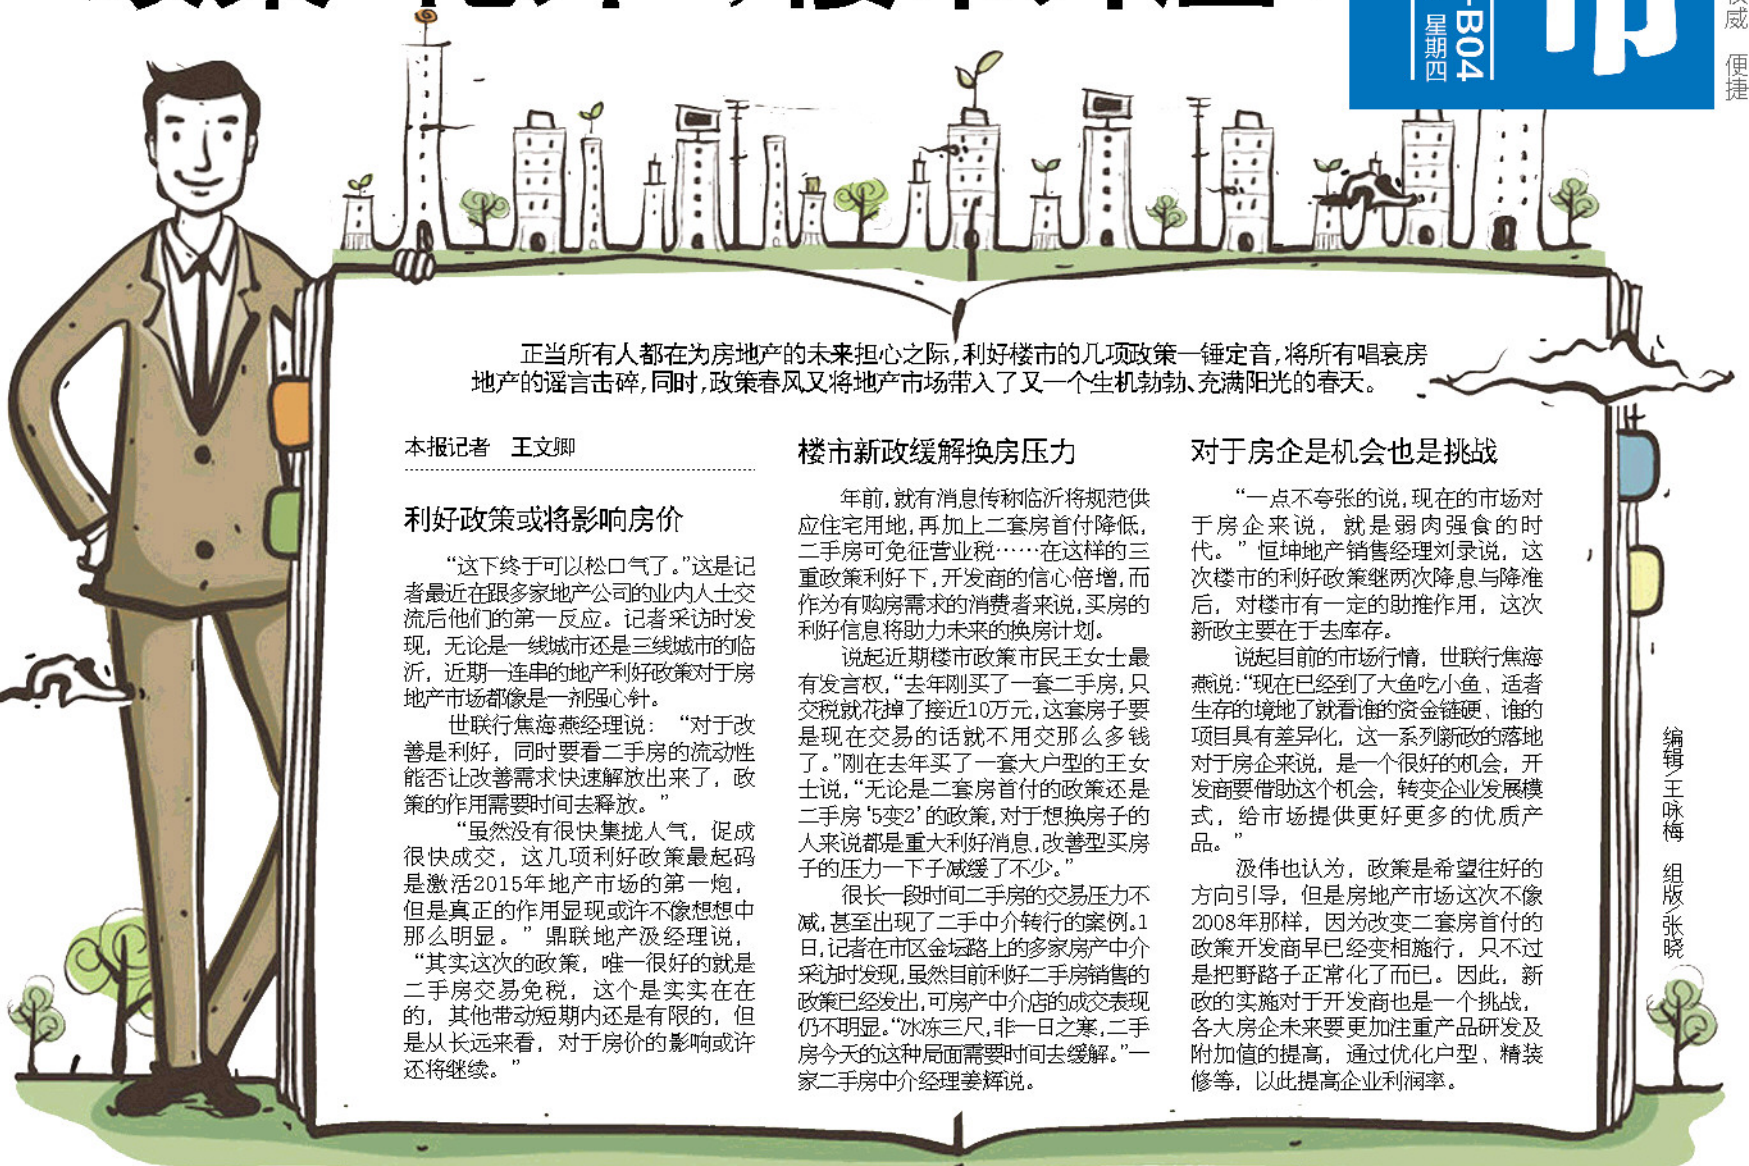 B04
星期四
市
便捷
正当所有人都在为房地产的未来担心之际,利好楼市的几项政策一锤定音,将所有唱衰房
地产的谣言击碎,同时,政策春风又将地产市场带入了又一个生机勃勃、充满阳光的春天。
本报记者 王文卿
利好政策或将影响房价
“这下终于可以松口气了。”这是记
者最近在跟多家地产公司的业内人士交
流后他们的第一反应。记者采访时发
现，无论是一线城市还是三线城市的临
沂，近期一连串的地产利好政策对于房
地产市场都像是一剂强心针。
世联行焦海燕经理说：“对于改
善是利好，同时要看二手房的流动性
能否让改善需求快速解放出来了，政
策的作用需要时间去释放。”
“虽然没有很快集拢人气，促成
很快成交，这几项利好政策最起码
是激活2015年地产市场的第一炮，
但是真正的作用显现或许不像想想中
那么明显。”鼎联地产汲经理说，
“其实这次的政策，唯一很好的就是
二手房交易免税，这个是实实在在
的，其他带动短期内还是有限的，但
是从长远来看，对于房价的影响或许
还将继续。”
楼市新政缓解换房压力
年前,就有消息传称临沂将规范供
应住宅用地,再加上二套房首付降低,
二手房可免征营业税……在这样的三
重政策利好下,开发商的信心倍增,而
作为有购房需求的消费者来说,买房的
利好信息将助力未来的换房计划。
说起近期楼市政策市民王女士最
有发言权,“去年刚买了一套二手房,只
交税就花掉了接近10万元,这套房子要
是现在交易的话就不用交那么多钱
了。”刚在去年买了一套大户型的王女
士说,“无论是二套房首付的政策还是
二手房‘5变2’的政策,对于想换房子的
人来说都是重大利好消息,改善型买房
子的压力一下子减缓了不少。”
很长一段时间二手房的交易压力不
减,甚至出现了二手中介转行的案例。1
日,记者在市区金坛路上的多家房产中介
采访时发现,虽然目前利好二手房销售的
政策已经发出,可房产中介店的成交表现
仍不明显。“冰冻三尺,非一日之寒,二手
房今天的这种局面需要时间去缓解。”一
家二手房中介经理姜辉说。
对于房企是机会也是挑战
“一点不夸张的说,现在的市场对
于房企来说，就是弱肉强食的时
代。”恒坤地产销售经理刘录说，这
次楼市的利好政策继两次降息与降准
后，对楼市有一定的助推作用，这次
新政主要在于去库存。
说起目前的市场行情，世联行焦海
燕说:“现在已经到了大鱼吃小鱼、适者
生存的境地了就看谁的资金链硬、谁的
项目具有差异化，这一系列新政的落地
对于房企来说，是一个很好的机会，开
发商要借助这个机会，转变企业发展模
式，给市场提供更好更多的优质产
品。”
汲伟也认为，政策是希望往好的
方向引导，但是房地产市场这次不像
2008年那样，因为改变二套房首付的
政策开发商早已经变相施行，只不过
是把野路子正常化了而已。因此，新
政的实施对于开发商也是一个挑战，
各大房企未来要更加注重产品研发及
附加值的提高，通过优化户型、精装
修等，以此提高企业利润率。
编辑/王咏梅 组版/张晓